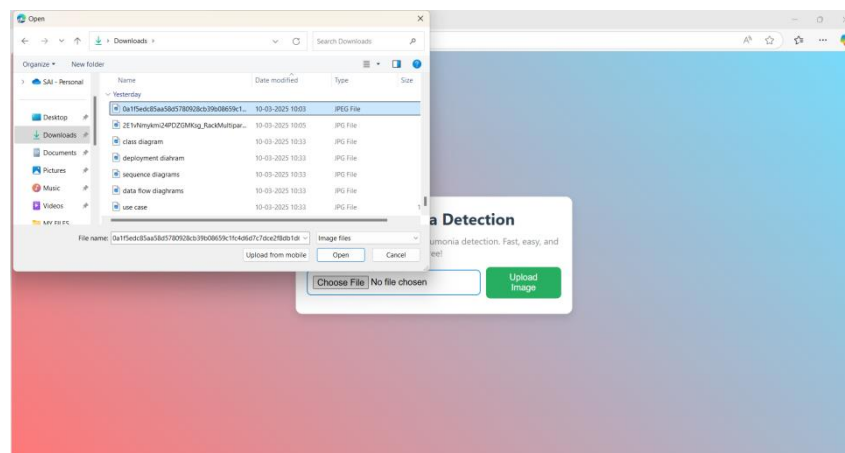 Open
Downloads
Search Downloads
Organize
New folder
SAI - Personal
Desktop
Downloads
Documents
Pictures
Music
Videos
MY FILES
Name
Date modified
Type
Size
Yesterday
0a1f5edc85aa58d5780928cb39b08659c1...
10-03-2025 10:03
JPEG File
2E1vNmykmi24PDZGMKsg_RackMultipar...
10-03-2025 10:05
JPG File
class diagram
10-03-2025 10:33
JPG File
deployment diahram
10-03-2025 10:33
JPG File
sequence diagrams
10-03-2025 10:33
JPG File
data flow diaghrams
10-03-2025 10:33
JPG File
use case
10-03-2025 10:33
JPG File
File name:
Image files
Upload from mobile
Open
Cancel
a Detection
umonia detection. Fast, easy, and
ee!
Choose File No file chosen
Upload
Image